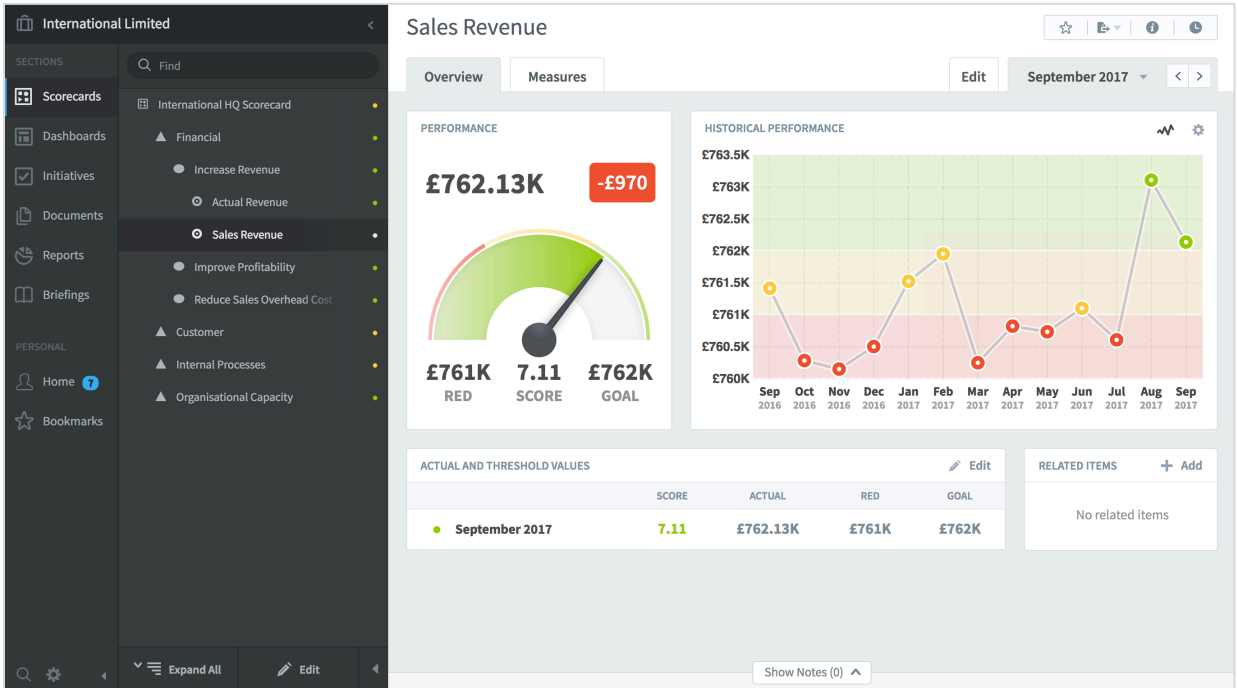 International Limited
SECTIONS
Scorecards
Dashboards
Initiatives
Documents
Reports
Briefings
PERSONAL
Home 7
Bookmarks
Find
International HQ Scorecard
Financial
Increase Revenue
Actual Revenue
Sales Revenue
Improve Profitability
Reduce Sales Overhead Cost
Customer
Internal Processes
Organisational Capacity
Expand All
Edit
Sales Revenue
Overview
Measures
Edit
September 2017
PERFORMANCE
£762.13K
-£970
£761K 7.11 £762K
RED SCORE GOAL
HISTORICAL PERFORMANCE
£763.5K
£763K
£762.5K
£762K
£761.5K
£761K
£760.5K
£760K
Sep Oct Nov Dec Jan Feb Mar Apr May Jun Jul Aug Sep
2016 2016 2016 2016 2017 2017 2017 2017 2017 2017 2017 2017 2017
ACTUAL AND THRESHOLD VALUES Edit
SCORE ACTUAL RED GOAL
September 2017 7.11 £762.13K £761K £762K
RELATED ITEMS Add
No related items
Show Notes (0)